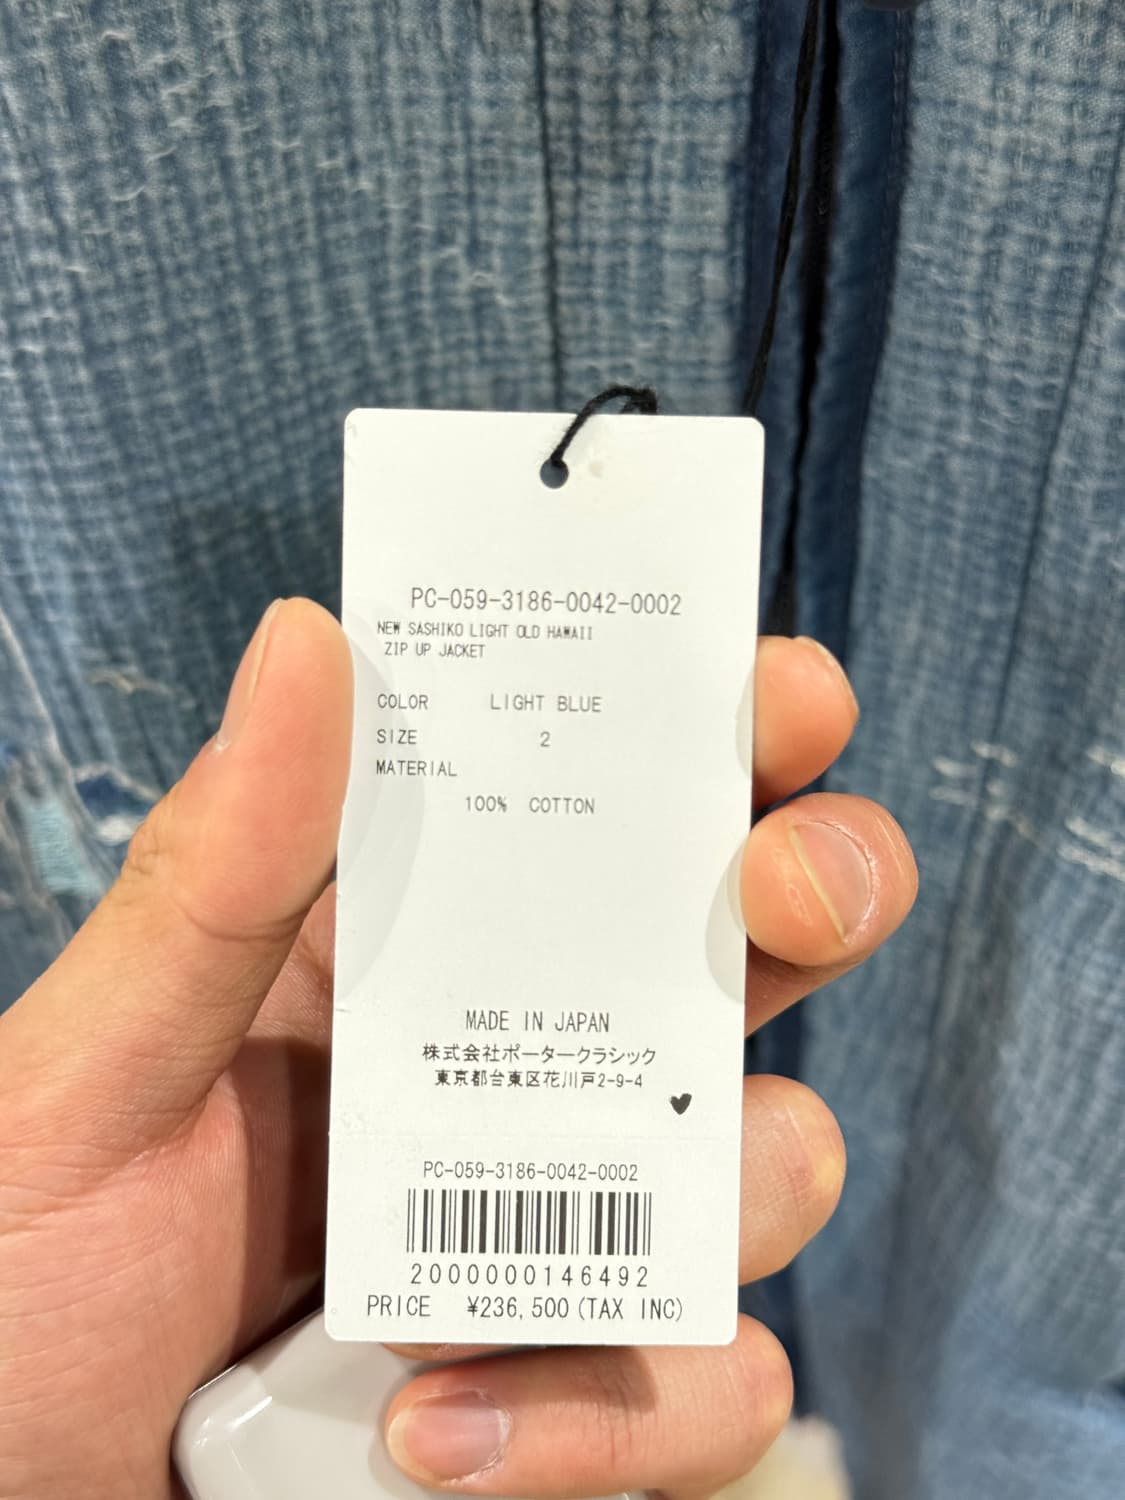 PC-059-3186-0042-0002
NEW SASHIKO LIGHT OLD HAWAII
ZIP UP JACKET
COLOR LIGHT BLUE
SIZE 2
MATERIAL
100% COTTON
MADE IN JAPAN
株式会社ポータークラシック
東京都台東区花川戸2-9-4
PC-059-3186-0042-0002
2000000146492
PRICE ¥236,500(TAX INC)